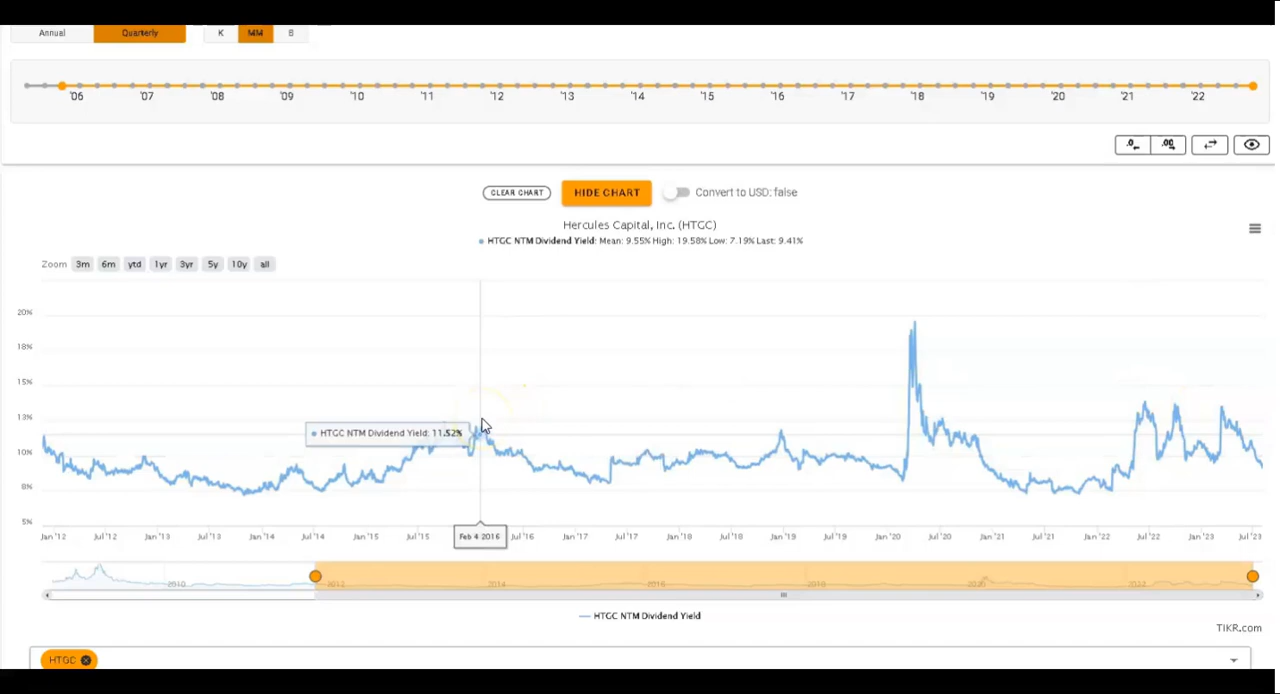 Annual Quarterly K MM B
'06 '07 '08 '09 '10 '11 '12 '13 '14 '15 '16 '17 '18 '19 '20 '21 '22
.0 .00
CLEAR CHART HIDE CHART Convert to USD: false
Hercules Capital, Inc. (HTGC)
HTGC NTM Dividend Yield: Mean: 9.55% High: 19.58% Low: 7.19% Last: 9.41%
Zoom 3m 6m ytd 1yr 3yr 5y 10y all
20%
18%
15%
13%
HTGC NTM Dividend Yield: 11.52%
10%
8%
5%
Jan '12 Jul '12 Jan '13 Jul '13 Jan '14 Jul '14 Jan '15 Jul '15 Feb 4 2016 Jul '16 Jan '17 Jul '17 Jan '18 Jul '18 Jan '19 Jul '19 Jan '20 Jul '20 Jan '21 Jul '21 Jan '22 Jul '22 Jan '23 Jul '23
2010 2012 2014 2016 2018 2020 2022
HTGC NTM Dividend Yield
TIKR.com
HTGC